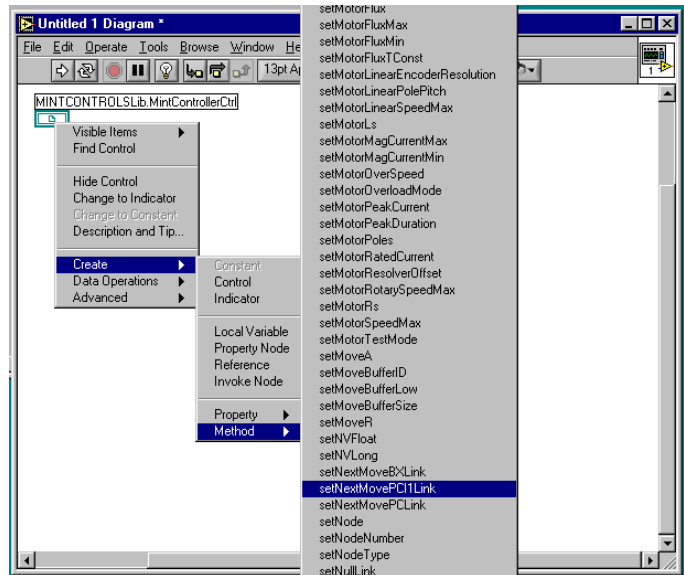 Untitled 1 Diagram *
File Edit Operate Tools Browse Window He
13pt A
1
MINTCONTROLSLib.MintControllerCtrl
Visible Items
Find Control
Hide Control
Change to Indicator
Change to Constant
Description and Tip...
Create
Data Operations
Advanced
Constant
Control
Indicator
Local Variable
Property Node
Reference
Invoke Node
Property
Method
setMotorFlux
setMotorFluxMax
setMotorFluxMin
setMotorFluxTConst
setMotorLinearEncoderResolution
setMotorLinearPolePitch
setMotorLinearSpeedMax
setMotorLs
setMotorMagCurrentMax
setMotorMagCurrentMin
setMotorOverSpeed
setMotorOverloadMode
setMotorPeakCurrent
setMotorPeakDuration
setMotorPoles
setMotorRatedCurrent
setMotorResolverOffset
setMotorRotarySpeedMax
setMotorRs
setMotorSpeedMax
setMotorTestMode
setMoveA
setMoveBufferID
setMoveBufferLow
setMoveBufferSize
setMoveR
setNVFloat
setNVLong
setNextMoveBXLink
setNextMovePCI1Link
setNextMovePCLink
setNode
setNodeNumber
setNodeType
setNullLink